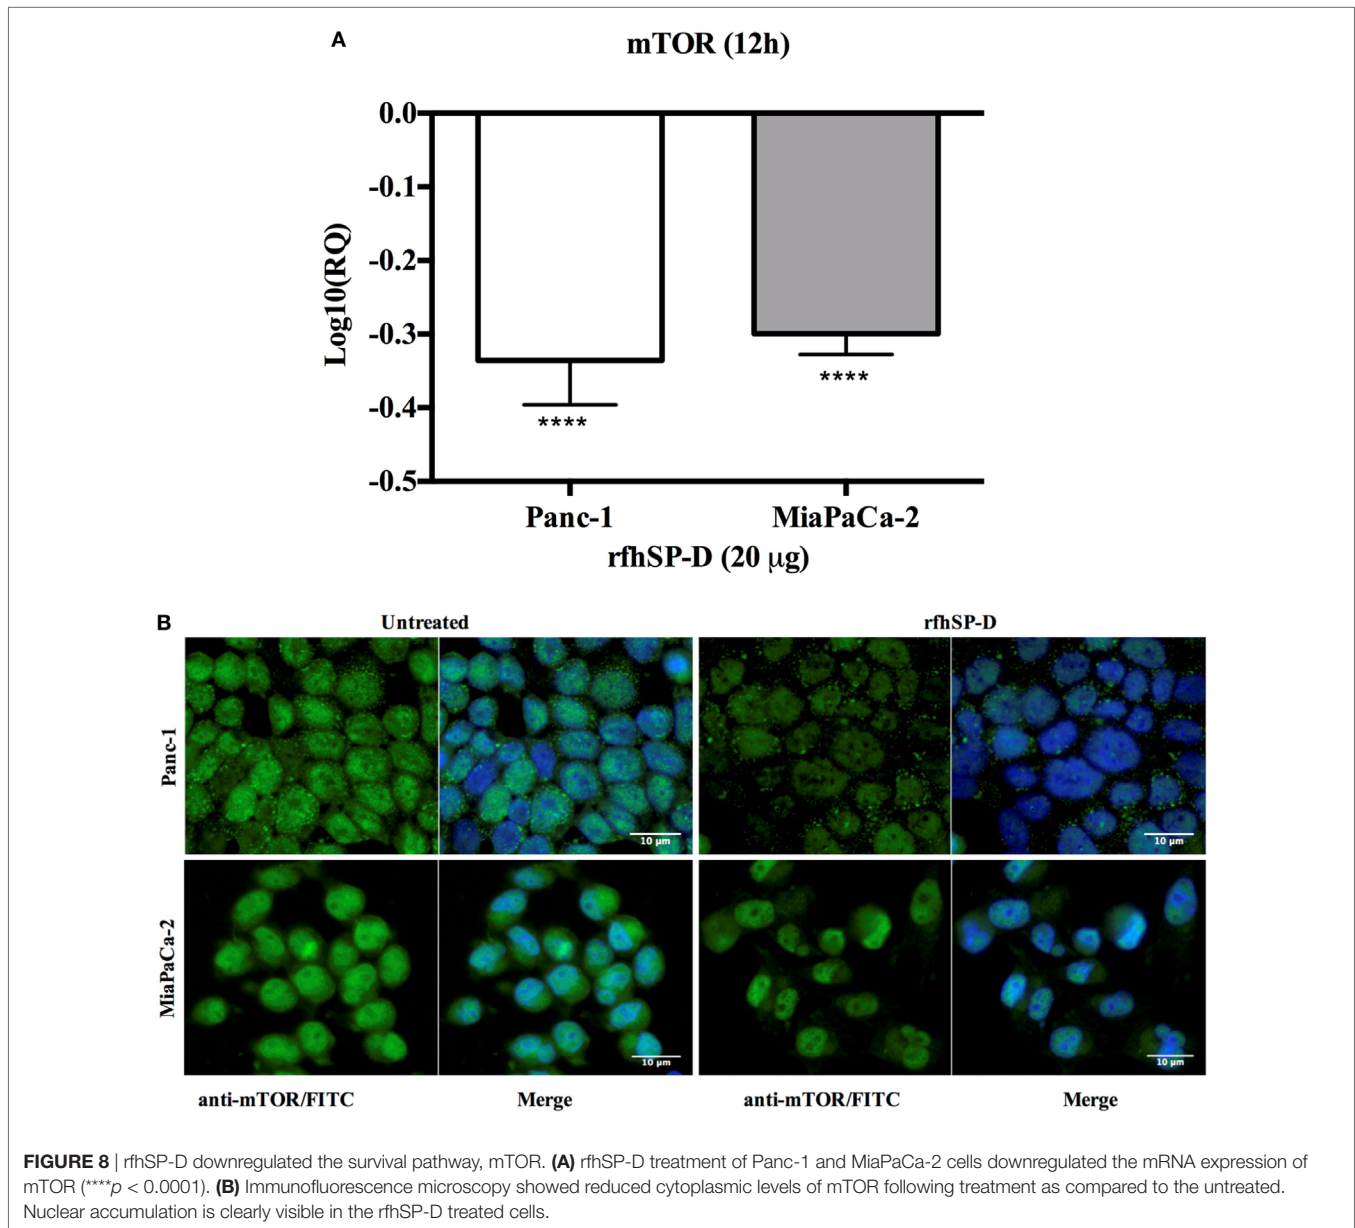 A
mTOR (12h)
0.0
-0.1
-0.2
-0.3
-0.4
-0.5
Log10(RQ)
****
****
Panc-1 MiaPaCa-2
rfhSP-D (20 μg)
B
Untreated rfhSP-D
Panc-1
10 μm 10 μm
MiaPaCa-2
10 μm 10 μm
anti-mTOR/FITC Merge anti-mTOR/FITC Merge
FIGURE 8 | rfhSP-D downregulated the survival pathway, mTOR. (A) rfhSP-D treatment of Panc-1 and MiaPaCa-2 cells downregulated the mRNA expression of
mTOR (****p < 0.0001). (B) Immunofluorescence microscopy showed reduced cytoplasmic levels of mTOR following treatment as compared to the untreated.
Nuclear accumulation is clearly visible in the rfhSP-D treated cells.